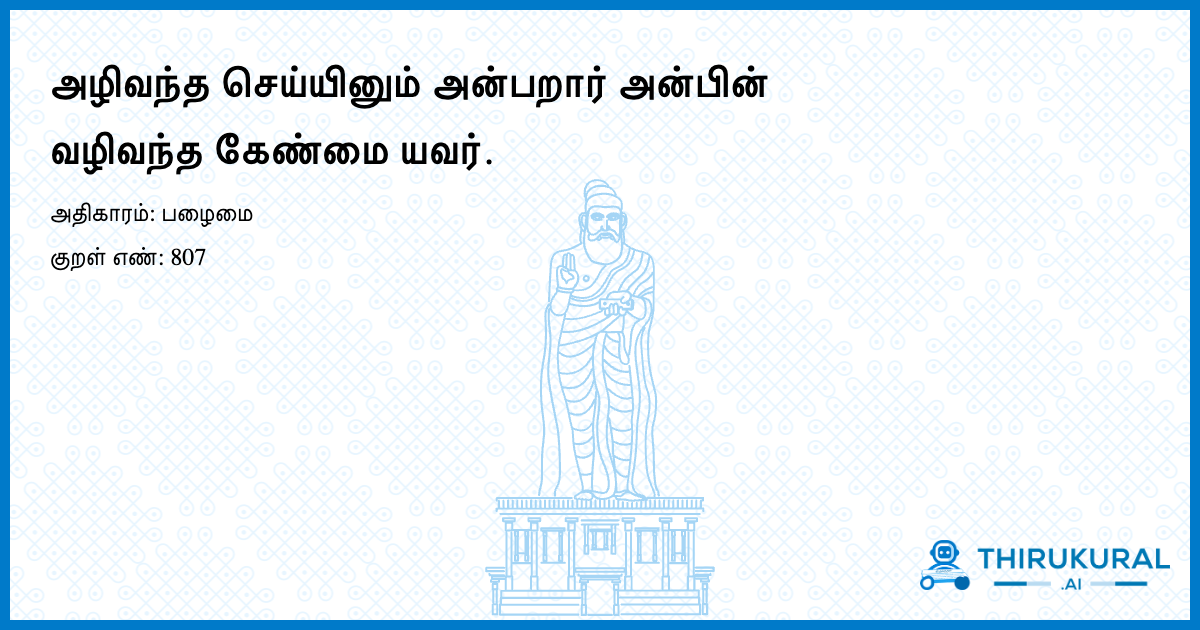 அழிவந்த செய்யினும் அன்பறார் அன்பின்
வழிவந்த கேண்மை யவர்.
அதிகாரம்: பழைமை
குறள் எண்: 807
THIRUKURAL
.AI